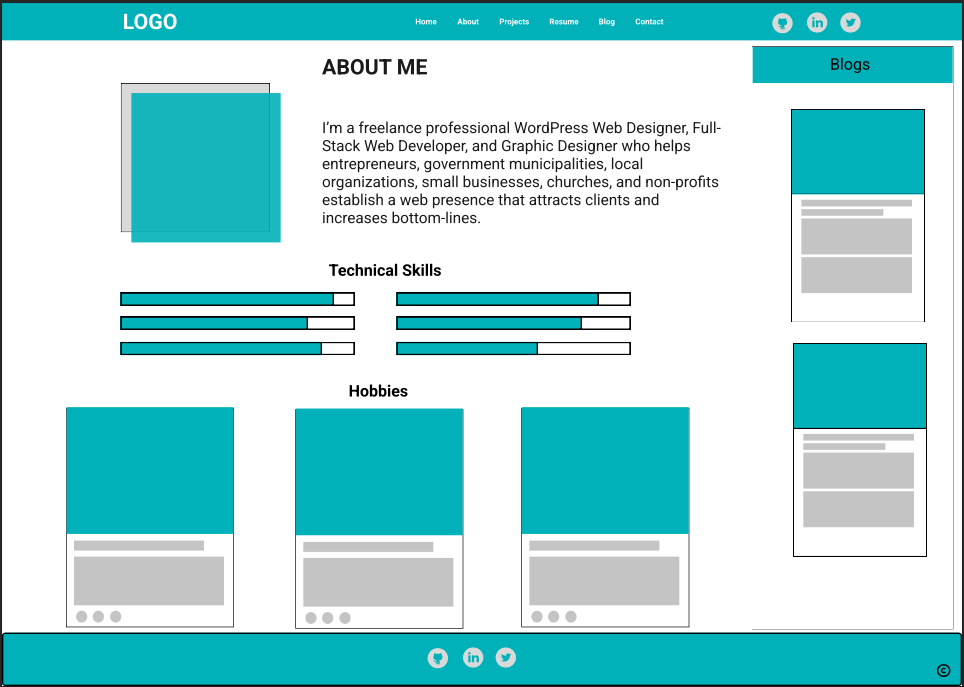 LOGO
Home About Projects Resume Blog Contact
in
ABOUT ME
I'm a freelance professional WordPress Web Designer, Full-
Stack Web Developer, and Graphic Designer who helps
entrepreneurs, government municipalities, local
organizations, small businesses, churches, and non-profits
establish a web presence that attracts clients and
increases bottom-lines.
Technical Skills
Hobbies
Blogs
in
©